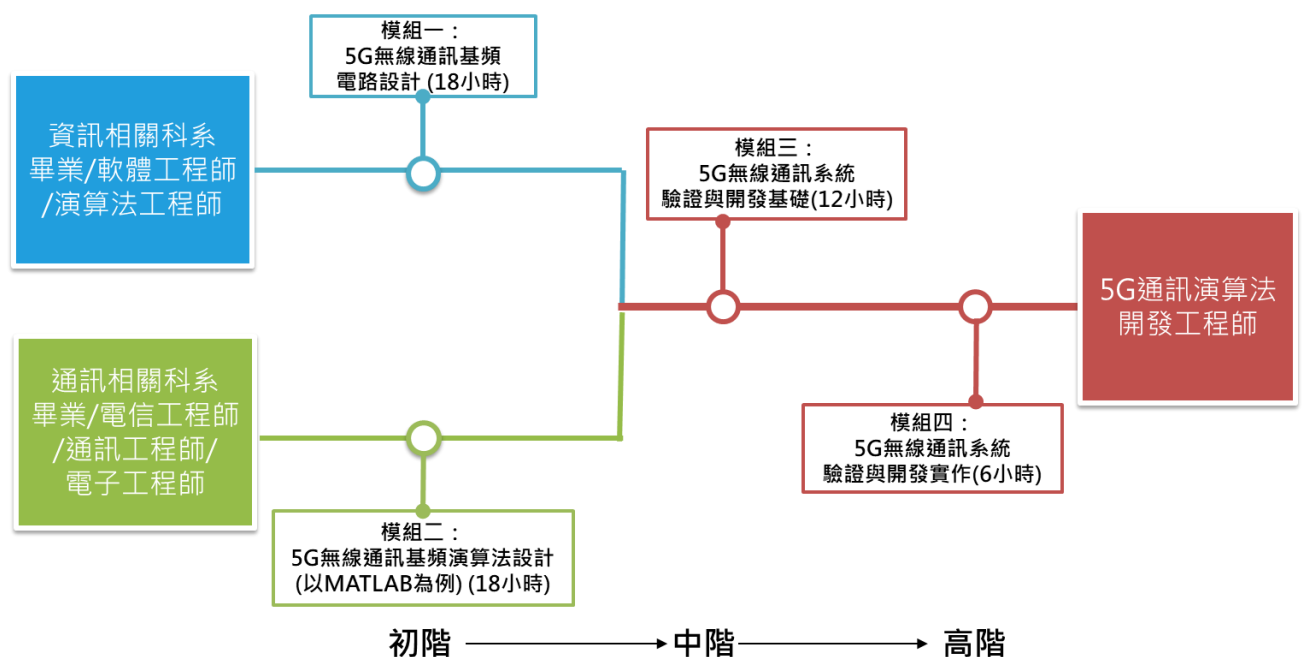 模組一：
5G無線通訊基頻
電路設計 (18小時)
資訊相關科系
畢業/軟體工程師
/演算法工程師
模組三：
5G無線通訊系統
驗證與開發基礎(12小時)
5G通訊演算法
開發工程師
通訊相關科系
畢業/電信工程師
/通訊工程師/
電子工程師
模組四：
5G無線通訊系統
驗證與開發實作(6小時)
模組二：
5G無線通訊基頻演算法設計
(以MATLAB為例) (18小時)
初階
中階
高階